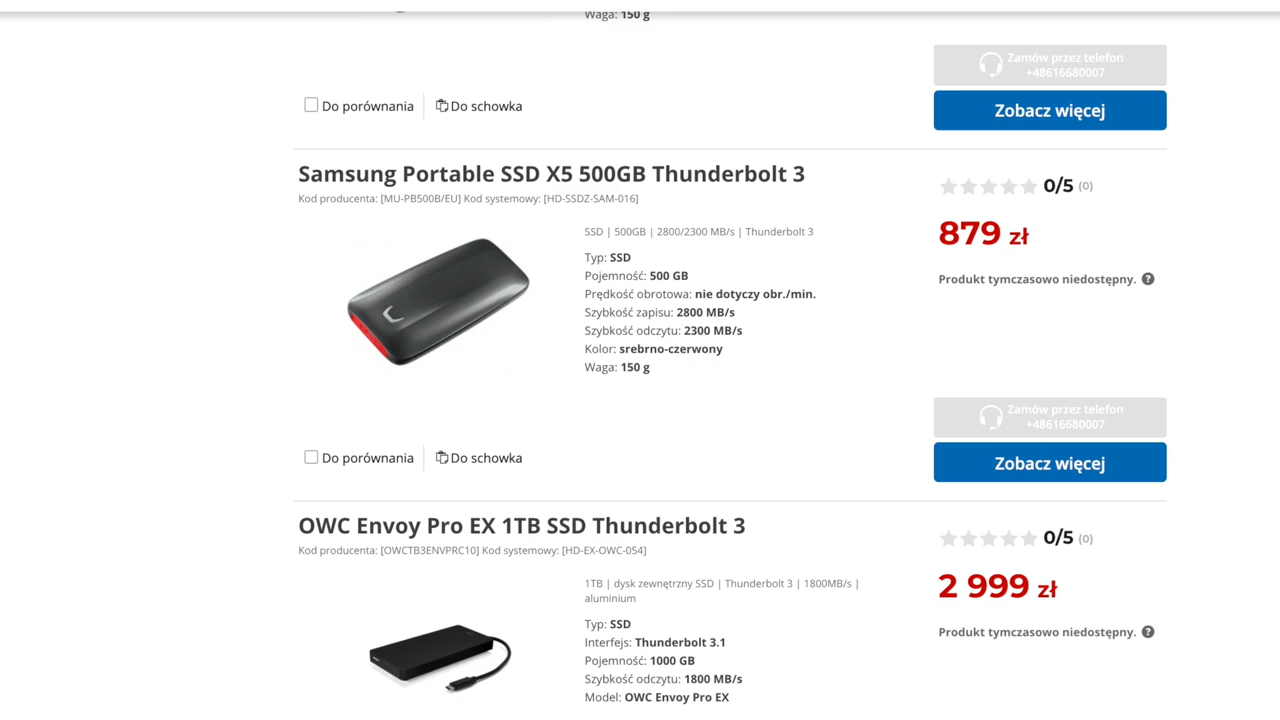 Waga: 150 g
Zamów przez telefon
+48616680007
Do porównania
Do schowka
Zobacz więcej
Samsung Portable SSD X5 500GB Thunderbolt 3
0/5 (0)
Kod producenta: [MU-PB500B/EU] Kod systemowy: [HD-SSDZ-SAM-016]
SSD | 500GB | 2800/2300 MB/s | Thunderbolt 3
879 zł
Typ: SSD
Pojemność: 500 GB
Produkt tymczasowo niedostępny. ?
Prędkość obrotowa: nie dotyczy obr./min.
Szybkość zapisu: 2800 MB/s
Szybkość odczytu: 2300 MB/s
Kolor: srebrno-czerwony
Waga: 150 g
Zamów przez telefon
+48616680007
Do porównania
Do schowka
Zobacz więcej
OWC Envoy Pro EX 1TB SSD Thunderbolt 3
0/5 (0)
Kod producenta: [OWCTB3ENVPRC10] Kod systemowy: [HD-EX-OWC-054]
1TB | dysk zewnętrzny SSD | Thunderbolt 3 | 1800MB/s |
aluminium
2 999 zł
Typ: SSD
Produkt tymczasowo niedostępny. ?
Interfejs: Thunderbolt 3.1
Pojemność: 1000 GB
Szybkość odczytu: 1800 MB/s
Model: OWC Envoy Pro EX